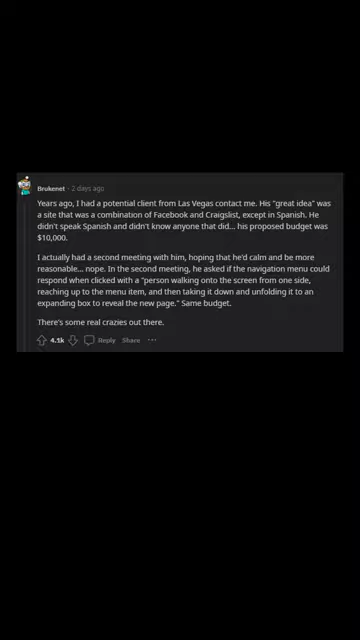 Brukenet · 2 days ago
Years ago, I had a potential client from Las Vegas contact me. His "great idea" was
a site that was a combination of Facebook and Craigslist, except in Spanish. He
didn't speak Spanish and didn't know anyone that did... his proposed budget was
$10,000.
I actually had a second meeting with him, hoping that he'd calm and be more
reasonable... nope. In the second meeting, he asked if the navigation menu could
respond when clicked with a "person walking onto the screen from one side,
reaching up to the menu item, and then taking it down and unfolding it to an
expanding box to reveal the new page." Same budget.
There's some real crazies out there.
4.1k Reply Share ···